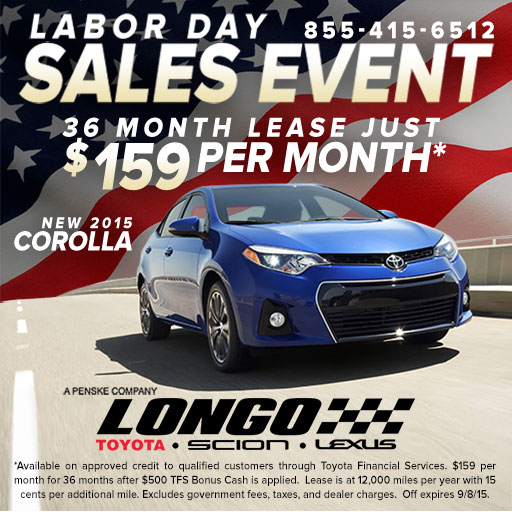 LABOR DAY 855-415-6512
SALES EVENT
36 MONTH LEASE JUST
$159 PER MONTH*
NEW 2015
COROLLA
A PENSKE COMPANY
LONGO
TOYOTA • SCION • LEXUS
*Available on approved credit to qualified customers through Toyota Financial Services. $159 per
month for 36 months after $500 TFS Bonus Cash is applied. Lease is at 12,000 miles per year with 15
cents per additional mile. Excludes government fees, taxes, and dealer charges. Off expires 9/8/15.